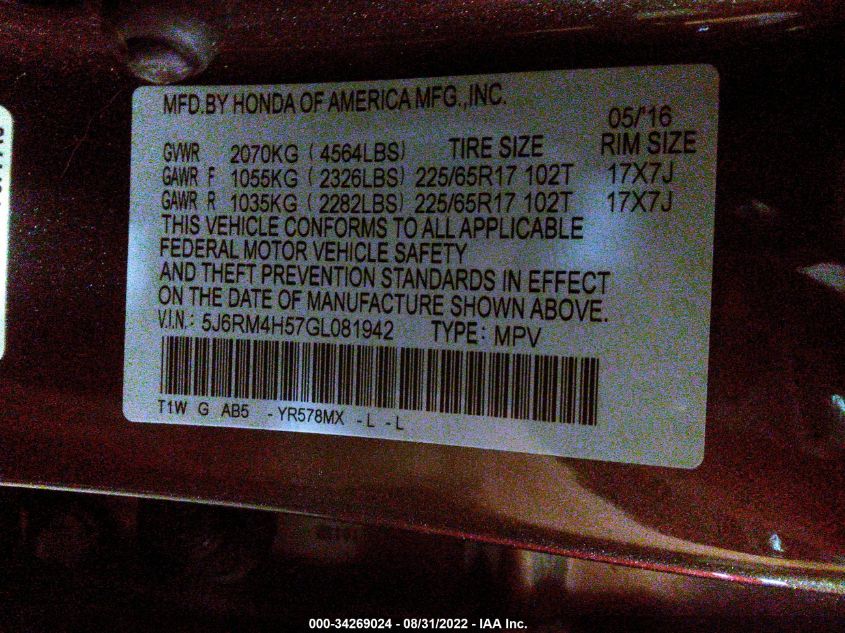 MFD.BY HONDA OF AMERICA MFG.,INC.
05/'16
GVWR 2070KG ( 4564LBS) TIRE SIZE RIM SIZE
GAWR F 1055KG ( 2326LBS) 225/65R17 102T 17X7J
GAWR R 1035KG ( 2282LBS) 225/65R17 102T 17X7J
THIS VEHICLE CONFORMS TO ALL APPLICABLE
FEDERAL MOTOR VEHICLE SAFETY
AND THEFT PREVENTION STANDARDS IN EFFECT
ON THE DATE OF MANUFACTURE SHOWN ABOVE.
V.I.N.: 5J6RM4H57GL081942 TYPE: MPV
T1W G AB5 -YR578MX -L -L
000-34269024 - 08/31/2022 - IAA Inc.